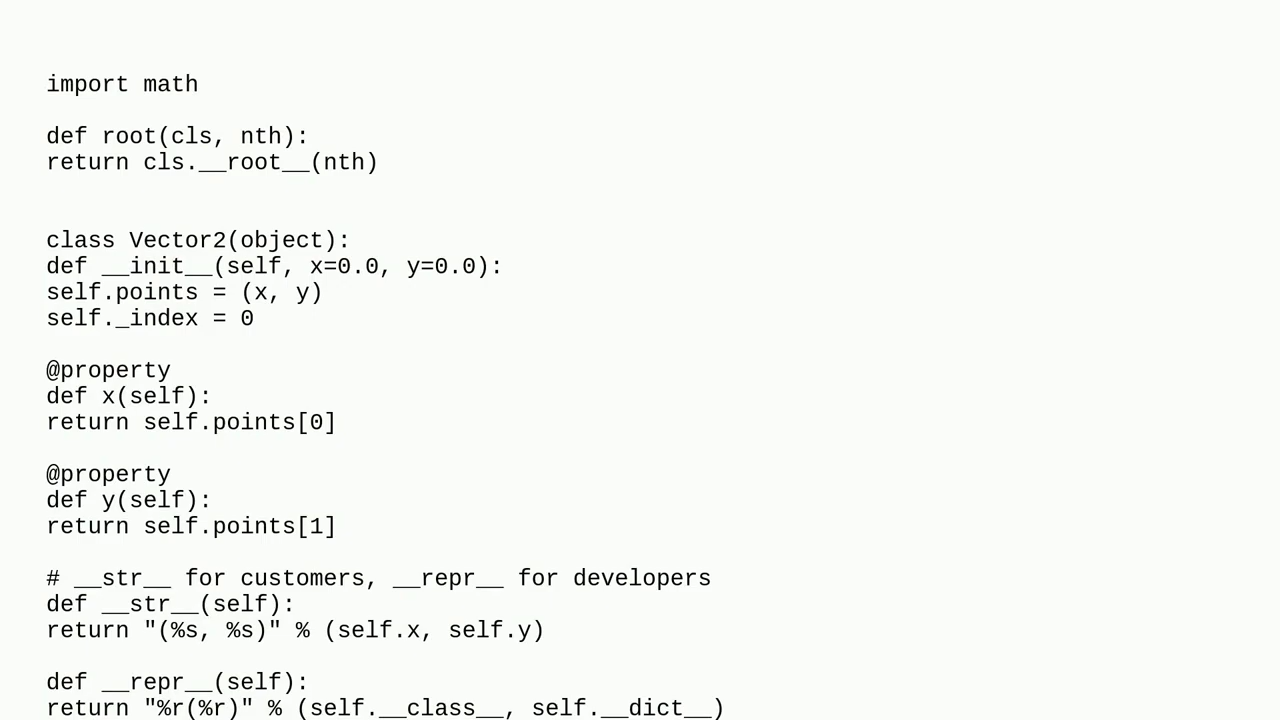 import math
def root(cls, nth):
return cls.__root__(nth)
class Vector2(object):
def __init__(self, x=0.0, y=0.0):
self.points = (x, y)
self._index = 0
@property
def x(self):
return self.points[0]
@property
def y(self):
return self.points[1]
# __str__ for customers, __repr__ for developers
def __str__(self):
return "(%s, %s)" % (self.x, self.y)
def __repr__(self):
return "%r(%r)" % (self.__class__, self.__dict__)